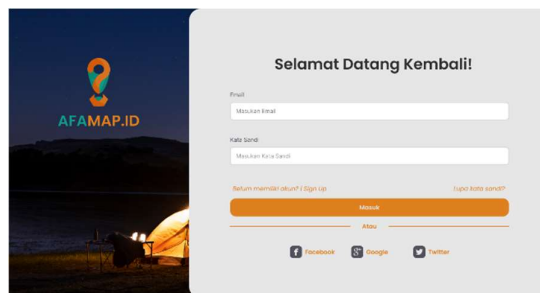 AFAMAP.ID
Selamat Datang Kembali!
Email
Masukan Email
Kata Sandi
Masukan Kata Sandi
Belum memiliki akun? | Sign Up
Lupa kata sandi?
Masuk
Atau
Facebook
Google
Twitter